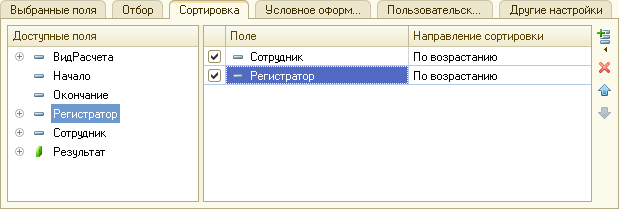 Выбранные поля Отбор Сортировка Условное оформ... Пользовательск... Другие настройки
Доступные поля
ВидРасчета
Начало
Окончание
Регистратор
Сотрудник
Результат
Поле Направление сортировки
Сотрудник По возрастанию
Регистратор По возрастанию